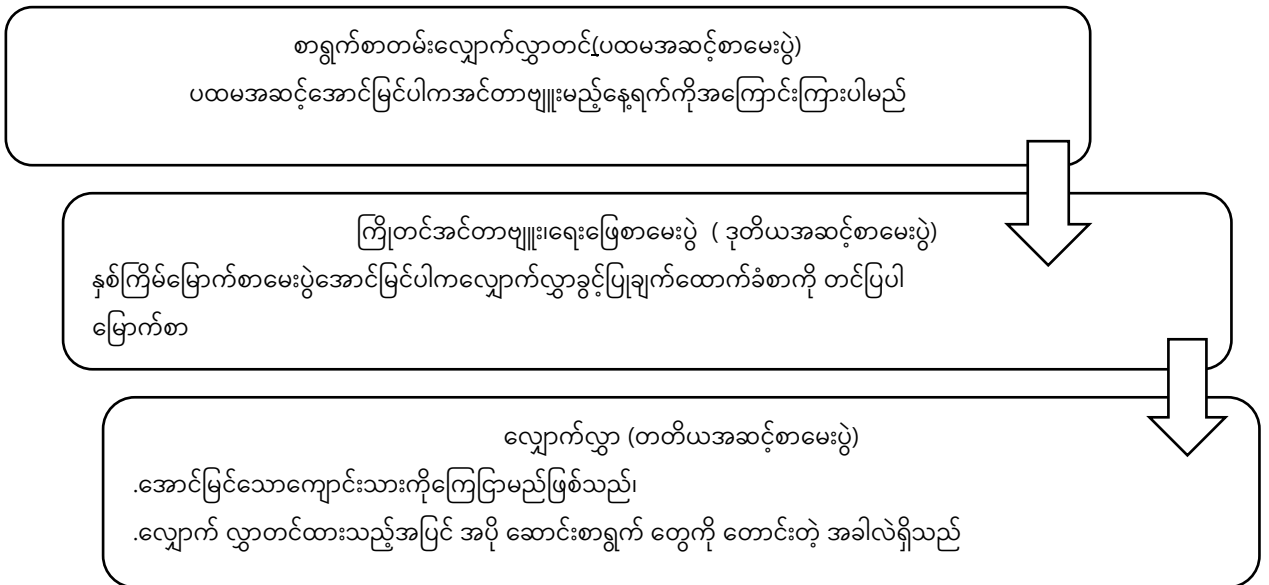 စာရွက်စာတမ်းလျှောက်လွှာတင်(ပထမအဆင့်စာမေးပွဲ)
ပထမအဆင့်အောင်မြင်ပါကအင်တာဗျူးမည့်နေ့ရက်ကိုအကြောင်းကြားပါမည်
ကြိုတင်အင်တာဗျူး၊ရေးဖြေစာမေးပွဲ ( ဒုတိယအဆင့်စာမေးပွဲ)
နှစ်ကြိမ်မြောက်စာမေးပွဲအောင်မြင်ပါကလျှောက်လွှာခွင့်ပြုချက်ထောက်ခံစာကို တင်ပြပါ
မြောက်စာ
လျှောက်လွှာ (တတိယအဆင့်စာမေးပွဲ)
.အောင်မြင်သောကျောင်းသားကိုကြေငြာမည်ဖြစ်သည်၊
.လျှောက် လွှာတင်ထားသည့်အပြင် အပို ဆောင်းစာရွက် တွေကို တောင်းတဲ့ အခါလဲရှိသည်